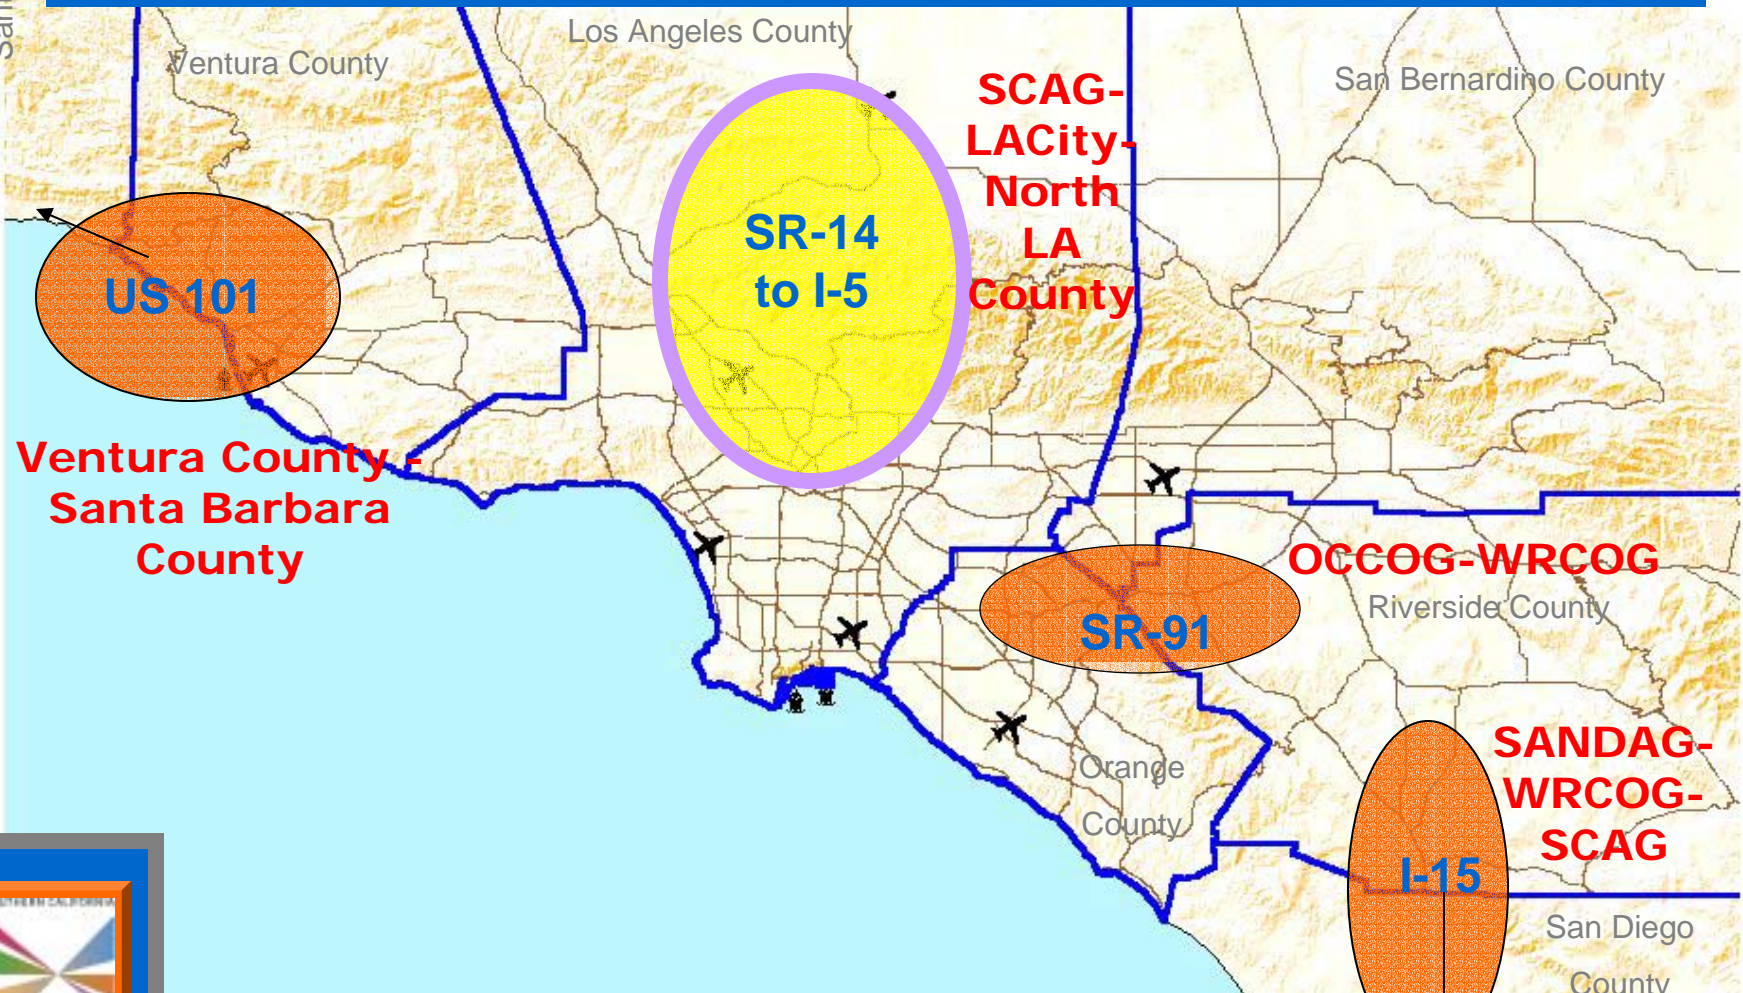 Los Angeles County
Ventura County
San Bernardino County
SCAG-
LACity-
North
LA
County
SR-14
to I-5
US 101
Ventura County -
Santa Barbara
County
OCCOG-WRCOG
Riverside County
SR-91
SANDAG-
WRCOG-
SCAG
Orange
County
I-15
San Diego
County